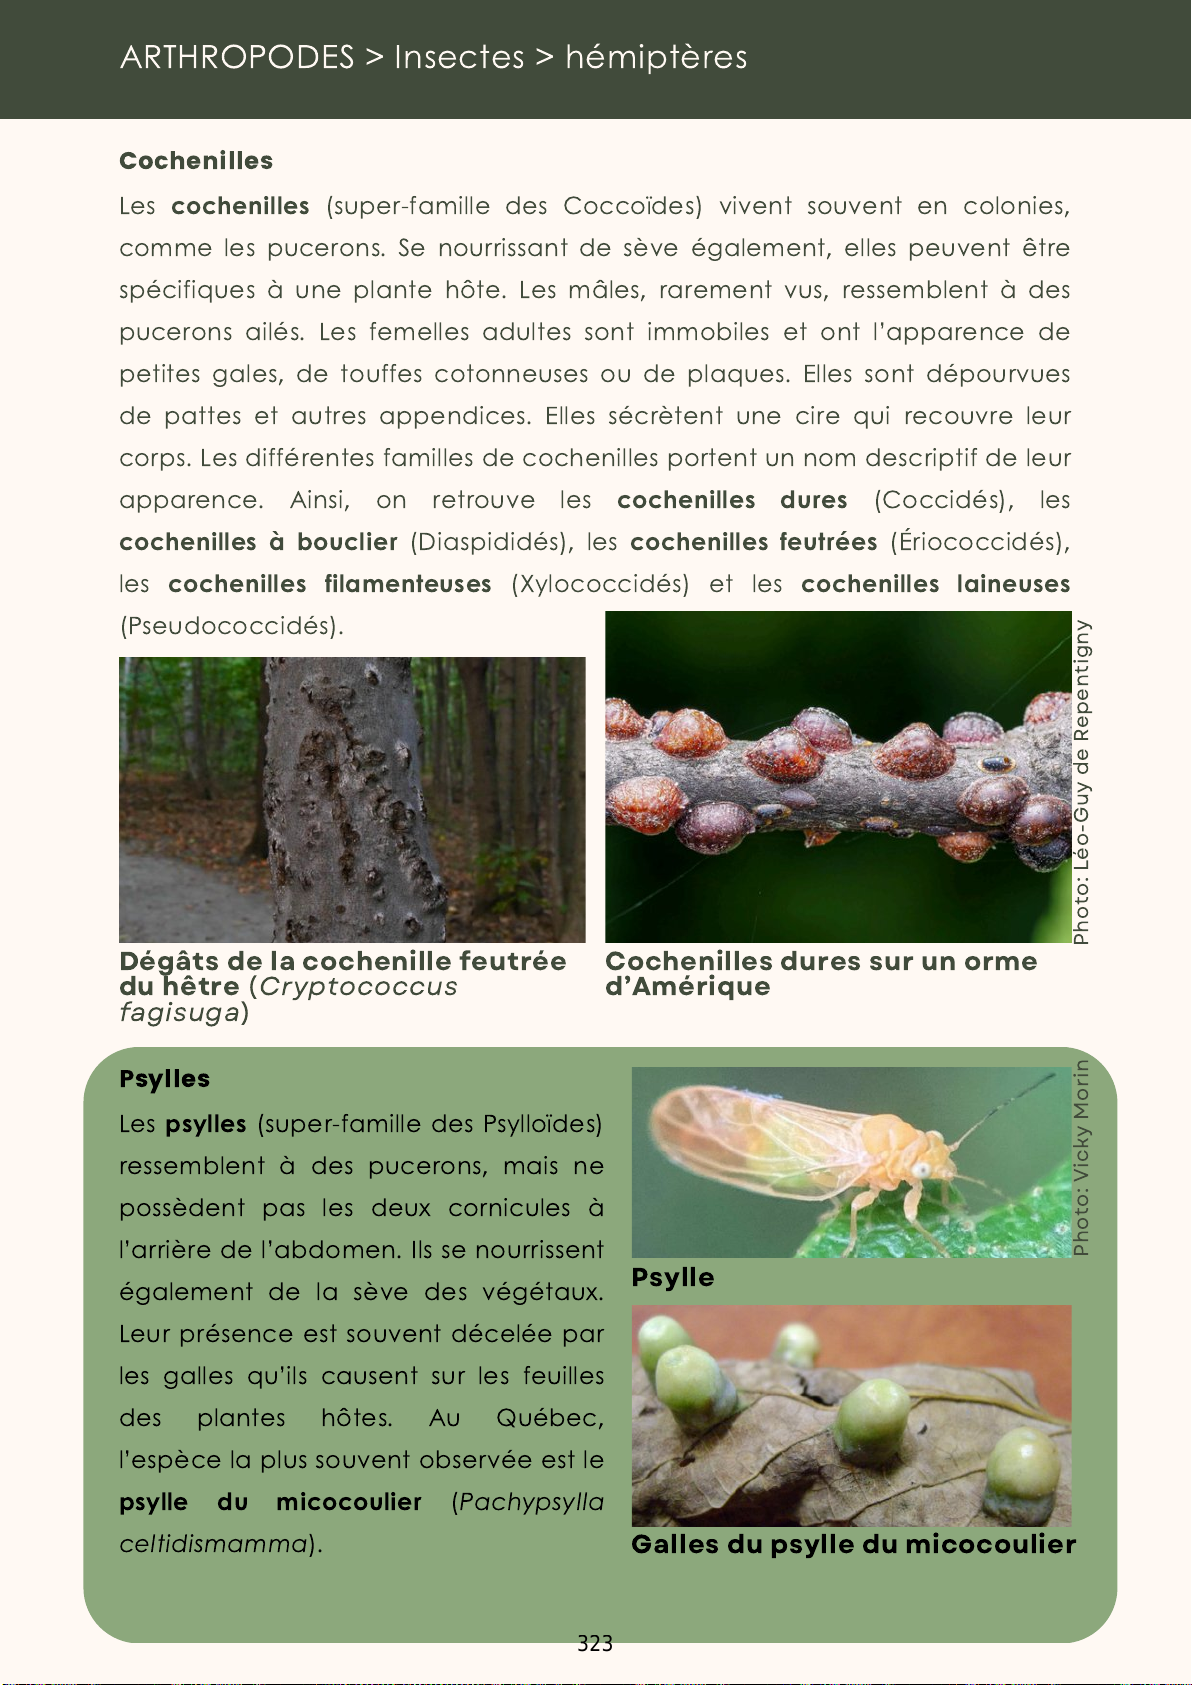 ARTHROPODES > Insectes > hémiptères
Cochenilles
Les cochenilles (super-famille des Coccoïdes) vivent souvent en colonies,
comme les pucerons. Se nourrissant de sève également, elles peuvent être
spécifiques à une plante hôte. Les mâles, rarement vus, ressemblent à des
pucerons ailés. Les femelles adultes sont immobiles et ont l'apparence de
petites gales, de touffes cotonneuses ou de plaques. Elles sont dépourvues
de pattes et autres appendices. Elles sécrètent une cire qui recouvre leur
corps. Les différentes familles de cochenilles portent un nom descriptif de leur
apparence. Ainsi, on retrouve les cochenilles dures (Coccidés), les
cochenilles à bouclier (Diaspididés), les cochenilles feutrées (Ériococcidés),
les cochenilles filamenteuses (Xylococcidés) et les cochenilles laineuses
(Pseudococcidés).
Photo: Léo-Guy de Repentigny
Dégâts de la cochenille feutrée
du hêtre (Cryptococcus
fagisuga)
Cochenilles dures sur un orme
d'Amérique
Psylles
Les psylles (super-famille des Psylloïdes)
ressemblent à des pucerons, mais ne
possèdent pas les deux cornicules à
l'arrière de l'abdomen. Ils se nourrissent
également de la sève des végétaux.
Leur présence est souvent décelée par
les galles qu'ils causent sur les feuilles
des plantes hôtes. Au Québec,
l'espèce la plus souvent observée est le
psylle du micocoulier (Pachypsylla
celtidismamma).
Photo: Vicky Morin
Psylle
Galles du psylle du micocoulier
323